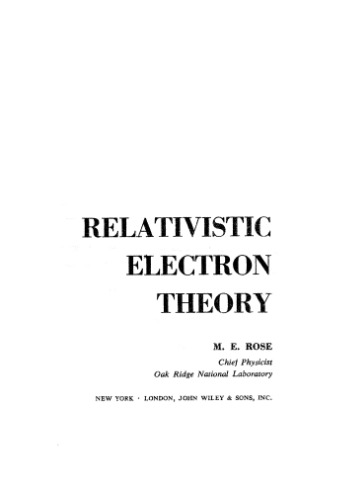 RELATIVISTIC
ELECTRON
THEORY
M. E. ROSE
Chief Physicist
Oak Ridge National Laboratory
NEW YORK · LONDON, JOHN WILEY & SONS, INC.